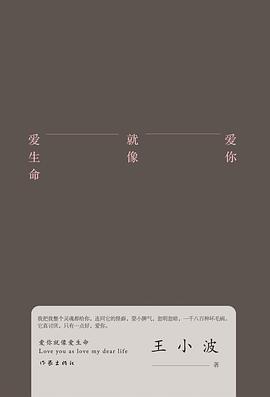 爱你
就像
爱生命
我把我整个灵魂都给你，连同它的怪癖，耍小脾气，忽明忽暗，一千八百种坏毛病。
它真讨厌，只有一点好，爱你。
爱你就像爱生命
Love you as love my dear life
作家出版社
王小波
著